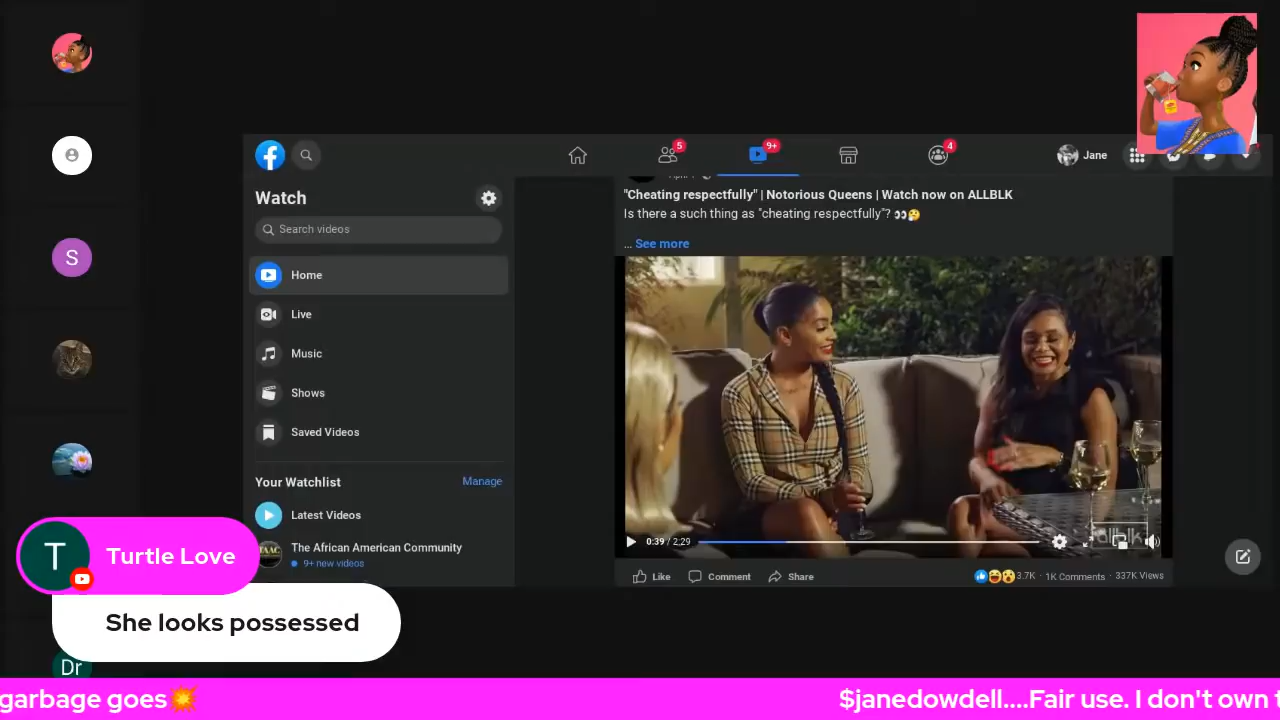 5
9+
4
Jane
Watch
Search videos
Home
Live
Music
Shows
Saved Videos
Your Watchlist
Manage
Latest Videos
The African American Community
9+ new videos
"Cheating respectfully" | Notorious Queens | Watch now on ALLBLK
Is there a such thing as "cheating respectfully"? 👀🤔
... See more
0:39 / 2:29
allblk
Like
Comment
Share
3.7K · 1K Comments · 337K Views
S
T
Turtle Love
She looks possessed
Dr
garbage goes💥
$janedowdell....Fair use. I don't own